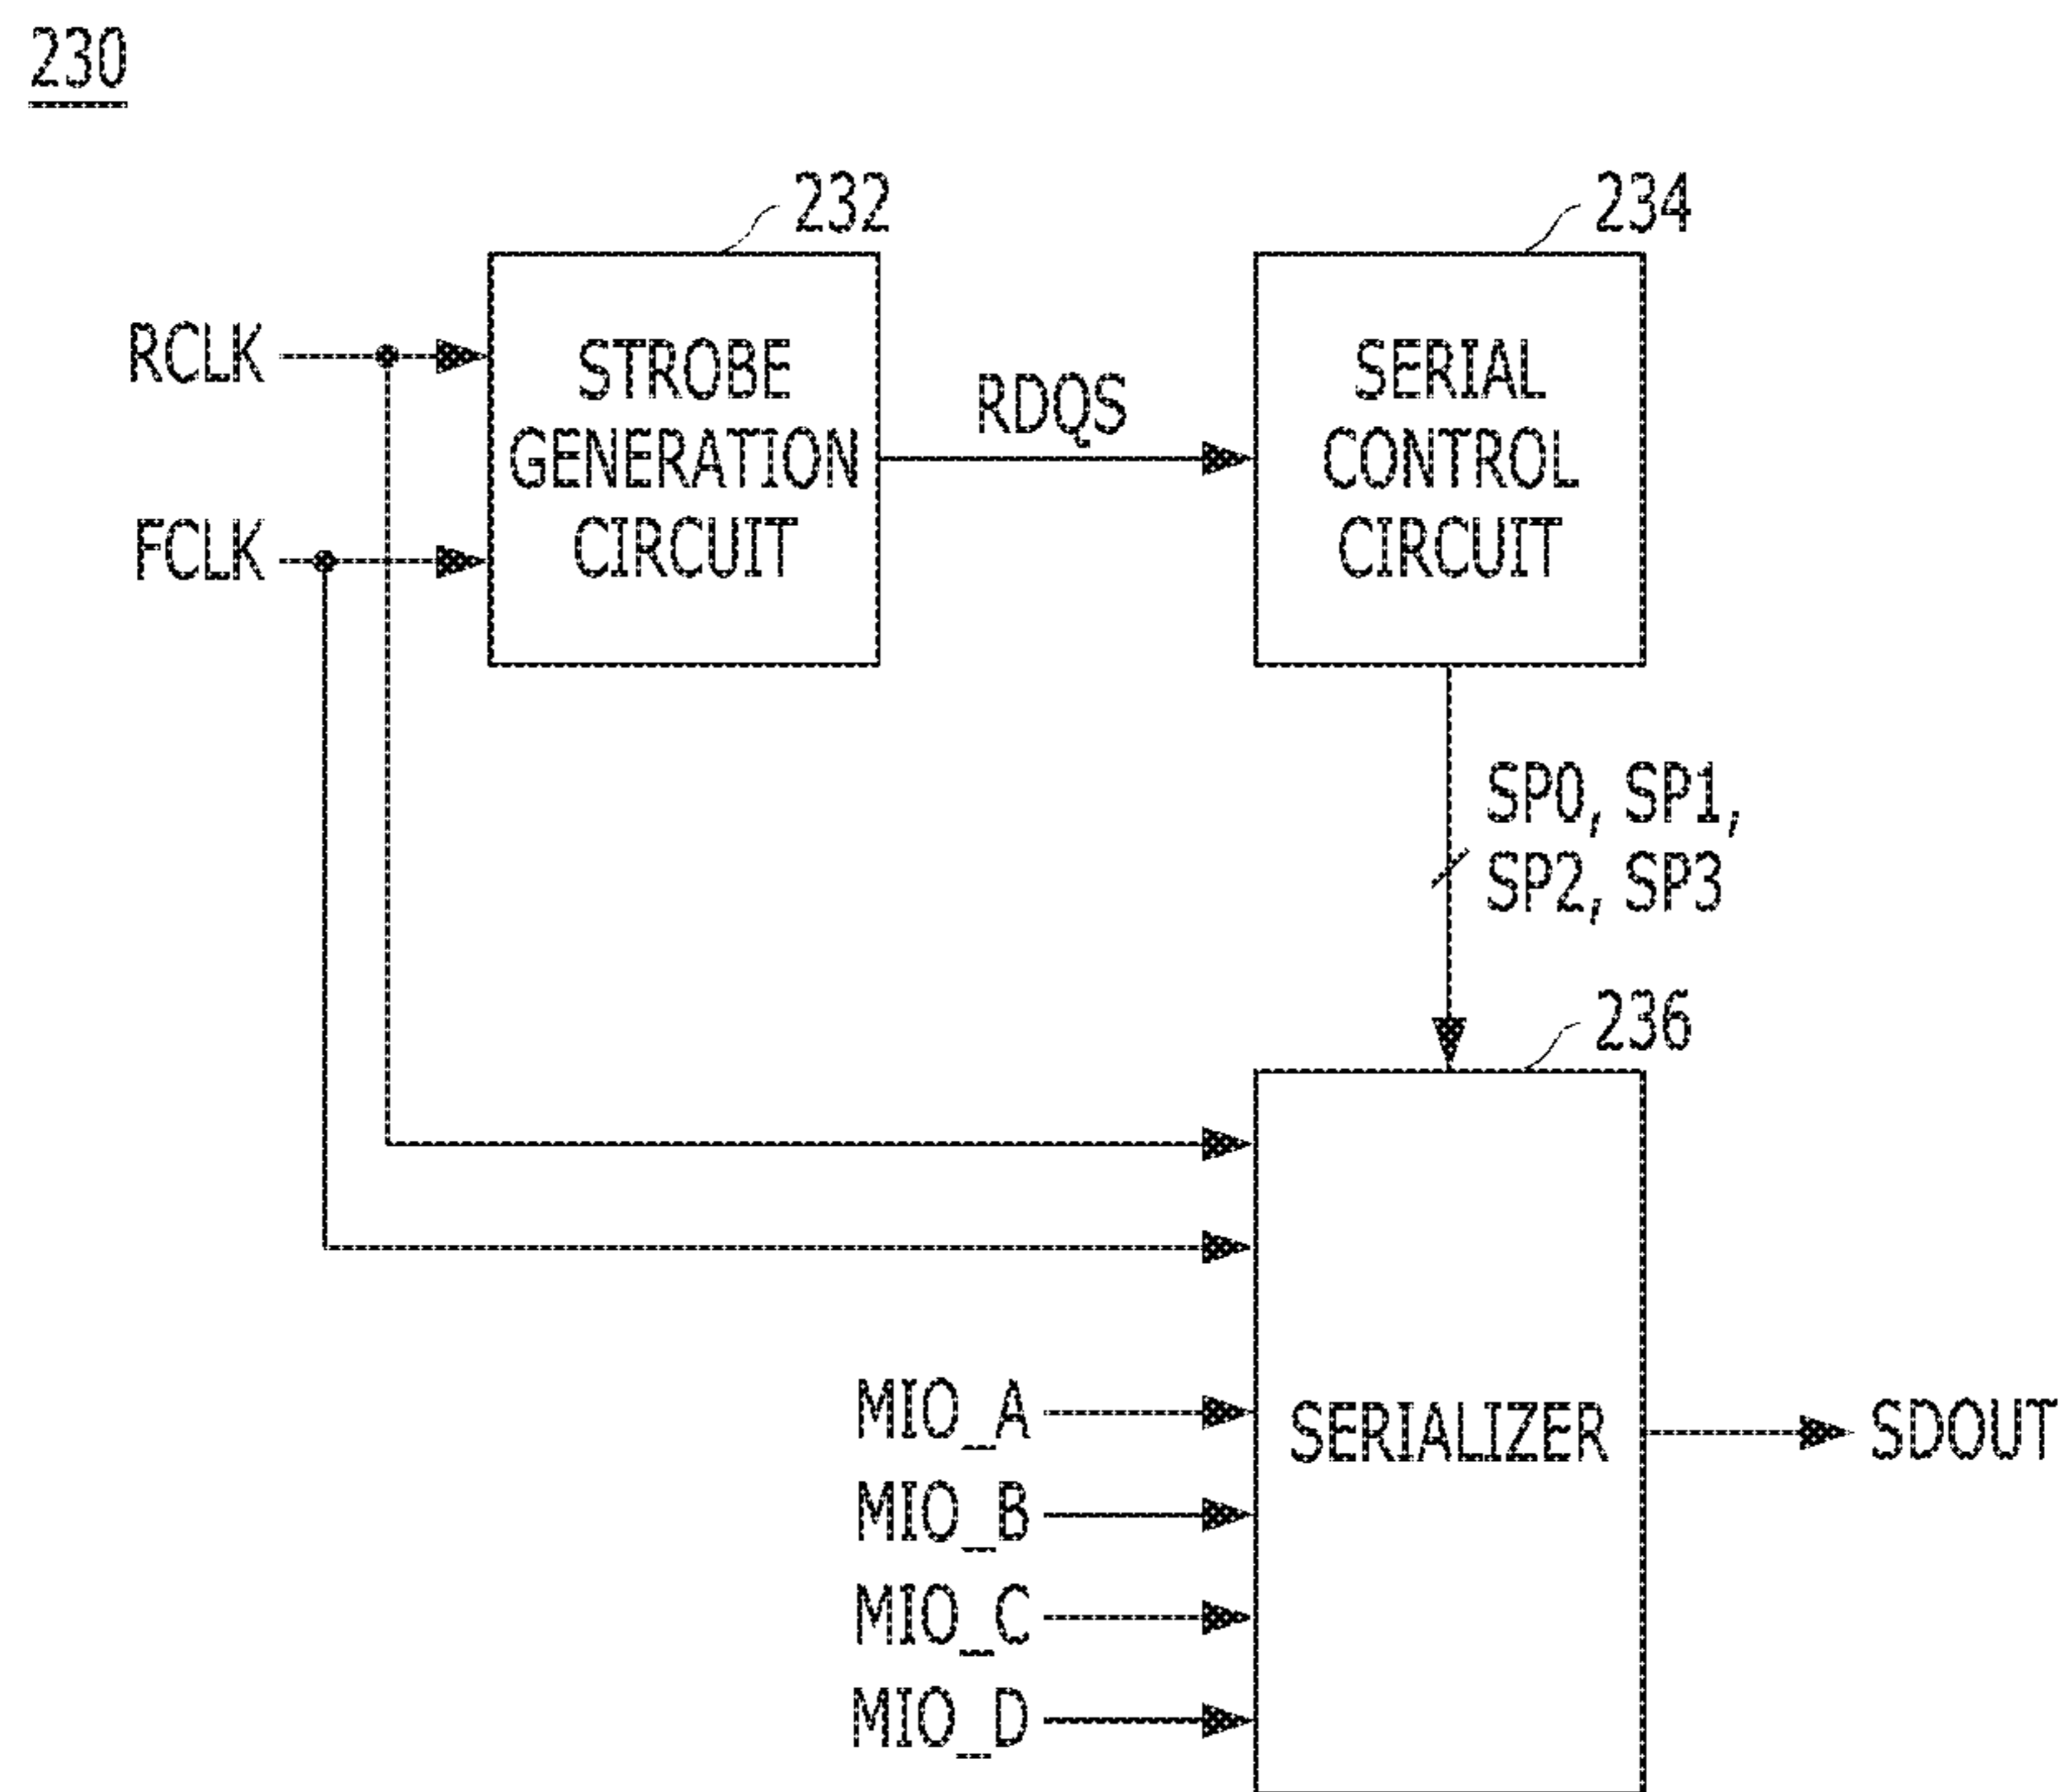 230
232
234
RCLK
FCLK
STROBE
GENERATION
CIRCUIT
RDQS
SERIAL
CONTROL
CIRCUIT
SP0, SP1,
SP2, SP3
236
MIO_A
MIO_B
MIO_C
MIO_D
SERIALIZER
SDOUT